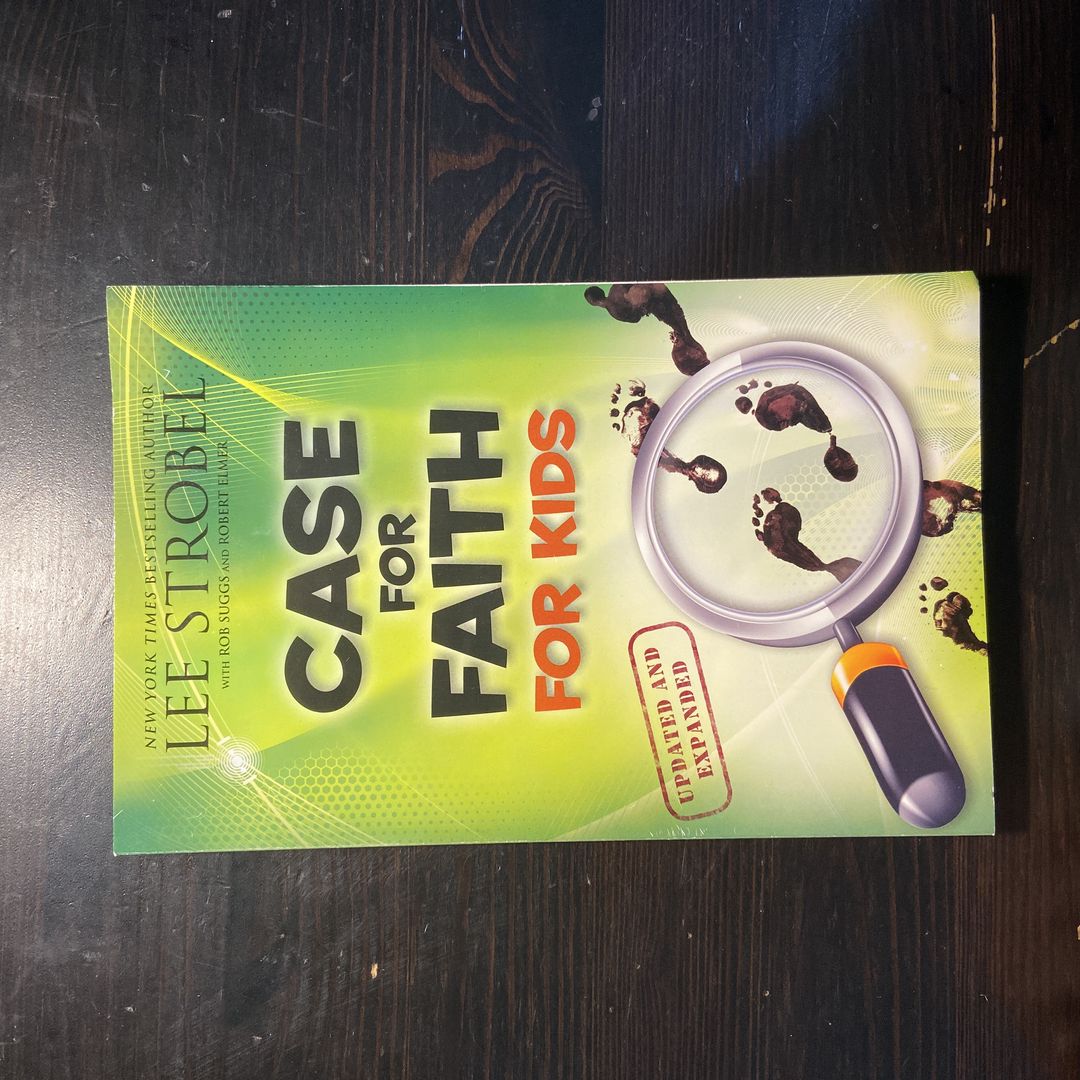 NEW YORK TIMES BESTSELLING AUTHOR
LEE STROBEL
WITH ROB SUGGS AND ROBERT ELMER
CASE
FOR
FAITH
FOR KIDS
UPDATED AND
EXPANDED